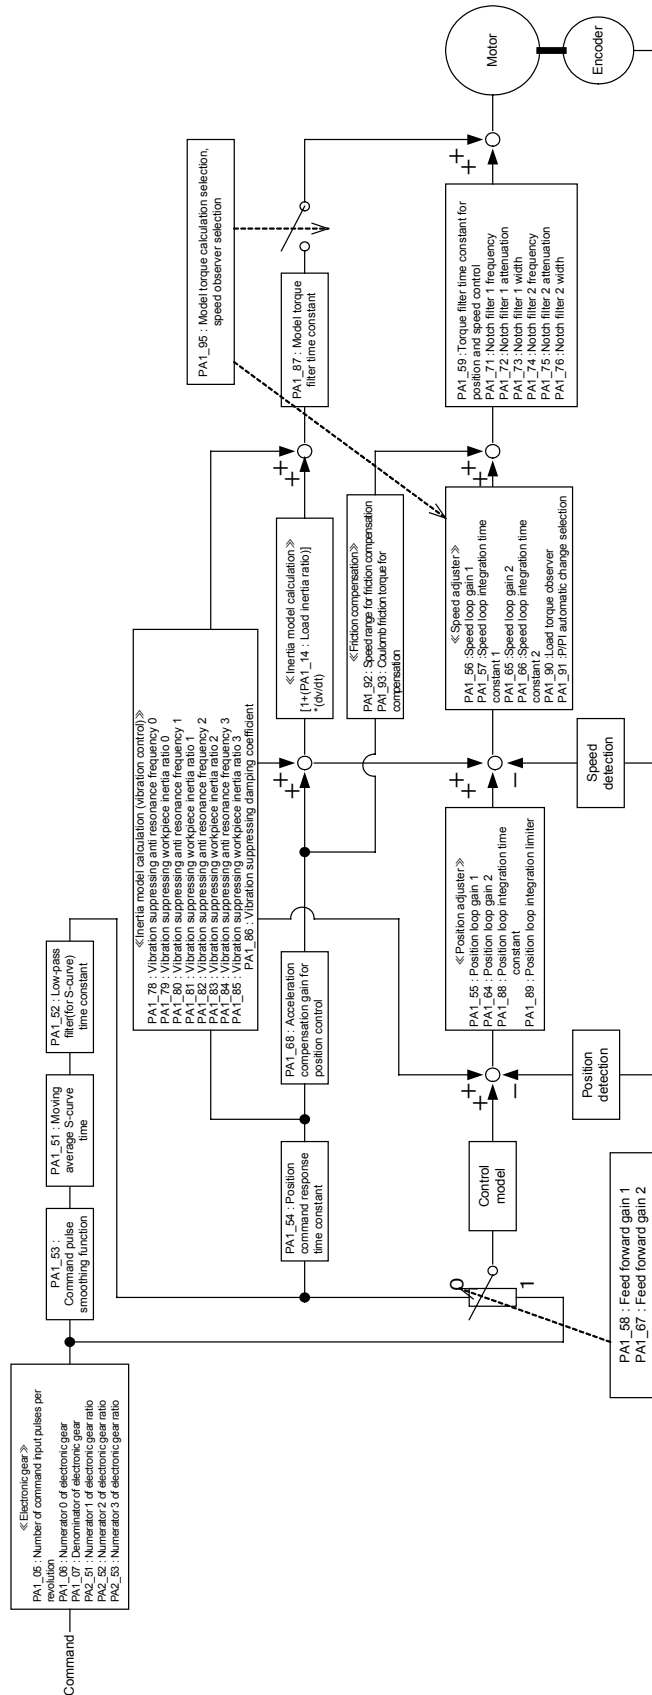 Command
≪Electronic gear≫
PA1_05 : Number of command input pulses per
revolution
PA1_06 : Numerator 0 of electronic gear
PA1_07 : Denominator of electronic gear
PA2_51 : Numerator 1 of electronic gear ratio
PA2_52 : Numerator 2 of electronic gear ratio
PA2_53 : Numerator 3 of electronic gear ratio
PA1_53 :
Command pulse
smoothing function
PA1_51 : Moving
average S-curve
time
PA1_52 : Low-pass
filter(for S-curve)
time constant
PA1_54 : Position
command response
time constant
PA1_68 : Acceleration
compensation gain for
position control
≪Inertia model calculation (vibration control)≫
PA1_78 : Vibration suppressing anti resonance frequency 0
PA1_79 : Vibration suppressing workpiece inertia ratio 0
PA1_80 : Vibration suppressing anti resonance frequency 1
PA1_81 : Vibration suppressing workpiece inertia ratio 1
PA1_82 : Vibration suppressing anti resonance frequency 2
PA1_83 : Vibration suppressing workpiece inertia ratio 2
PA1_84 : Vibration suppressing anti resonance frequency 3
PA1_85 : Vibration suppressing workpiece inertia ratio 3
PA1_86 : Vibration suppressing damping coefficient
+
+
≪Inertia model calculation≫
[1+(PA1_14 : Load inertia ratio)]
*(dv/dt)
+
+
PA1_87 : Model torque
filter time constant
PA1_95 : Model torque calculation selection,
speed observer selection
≪Friction compensation≫
PA1_92 : Speed range for friction compensation
PA1_93 : Coulomb friction torque for
compensation
0
1
PA1_58 : Feed forward gain 1
PA1_67 : Feed forward gain 2
Control
model
+
+
−
Position
detection
≪Position adjuster≫
PA1_55 : Position loop gain 1
PA1_64 : Position loop gain 2
PA1_88 : Position loop integration time
constant
PA1_89 : Position loop integration limiter
+
+
−
Speed
detection
≪Speed adjuster≫
PA1_56 :Speed loop gain 1
PA1_57 :Speed loop integration time
constant 1
PA1_65 :Speed loop gain 2
PA1_66 :Speed loop integration time
constant 2
PA1_90 :Load torque observer
PA1_91 :P/PI automatic change selection
+
+
PA1_59 :Torque filter time constant for
position and speed control
PA1_71 :Notch filter 1 frequency
PA1_72 :Notch filter 1 attenuation
PA1_73 :Notch filter 1 width
PA1_74 :Notch filter 2 frequency
PA1_75 :Notch filter 2 attenuation
PA1_76 :Notch filter 2 width
+
+
Motor
Encoder